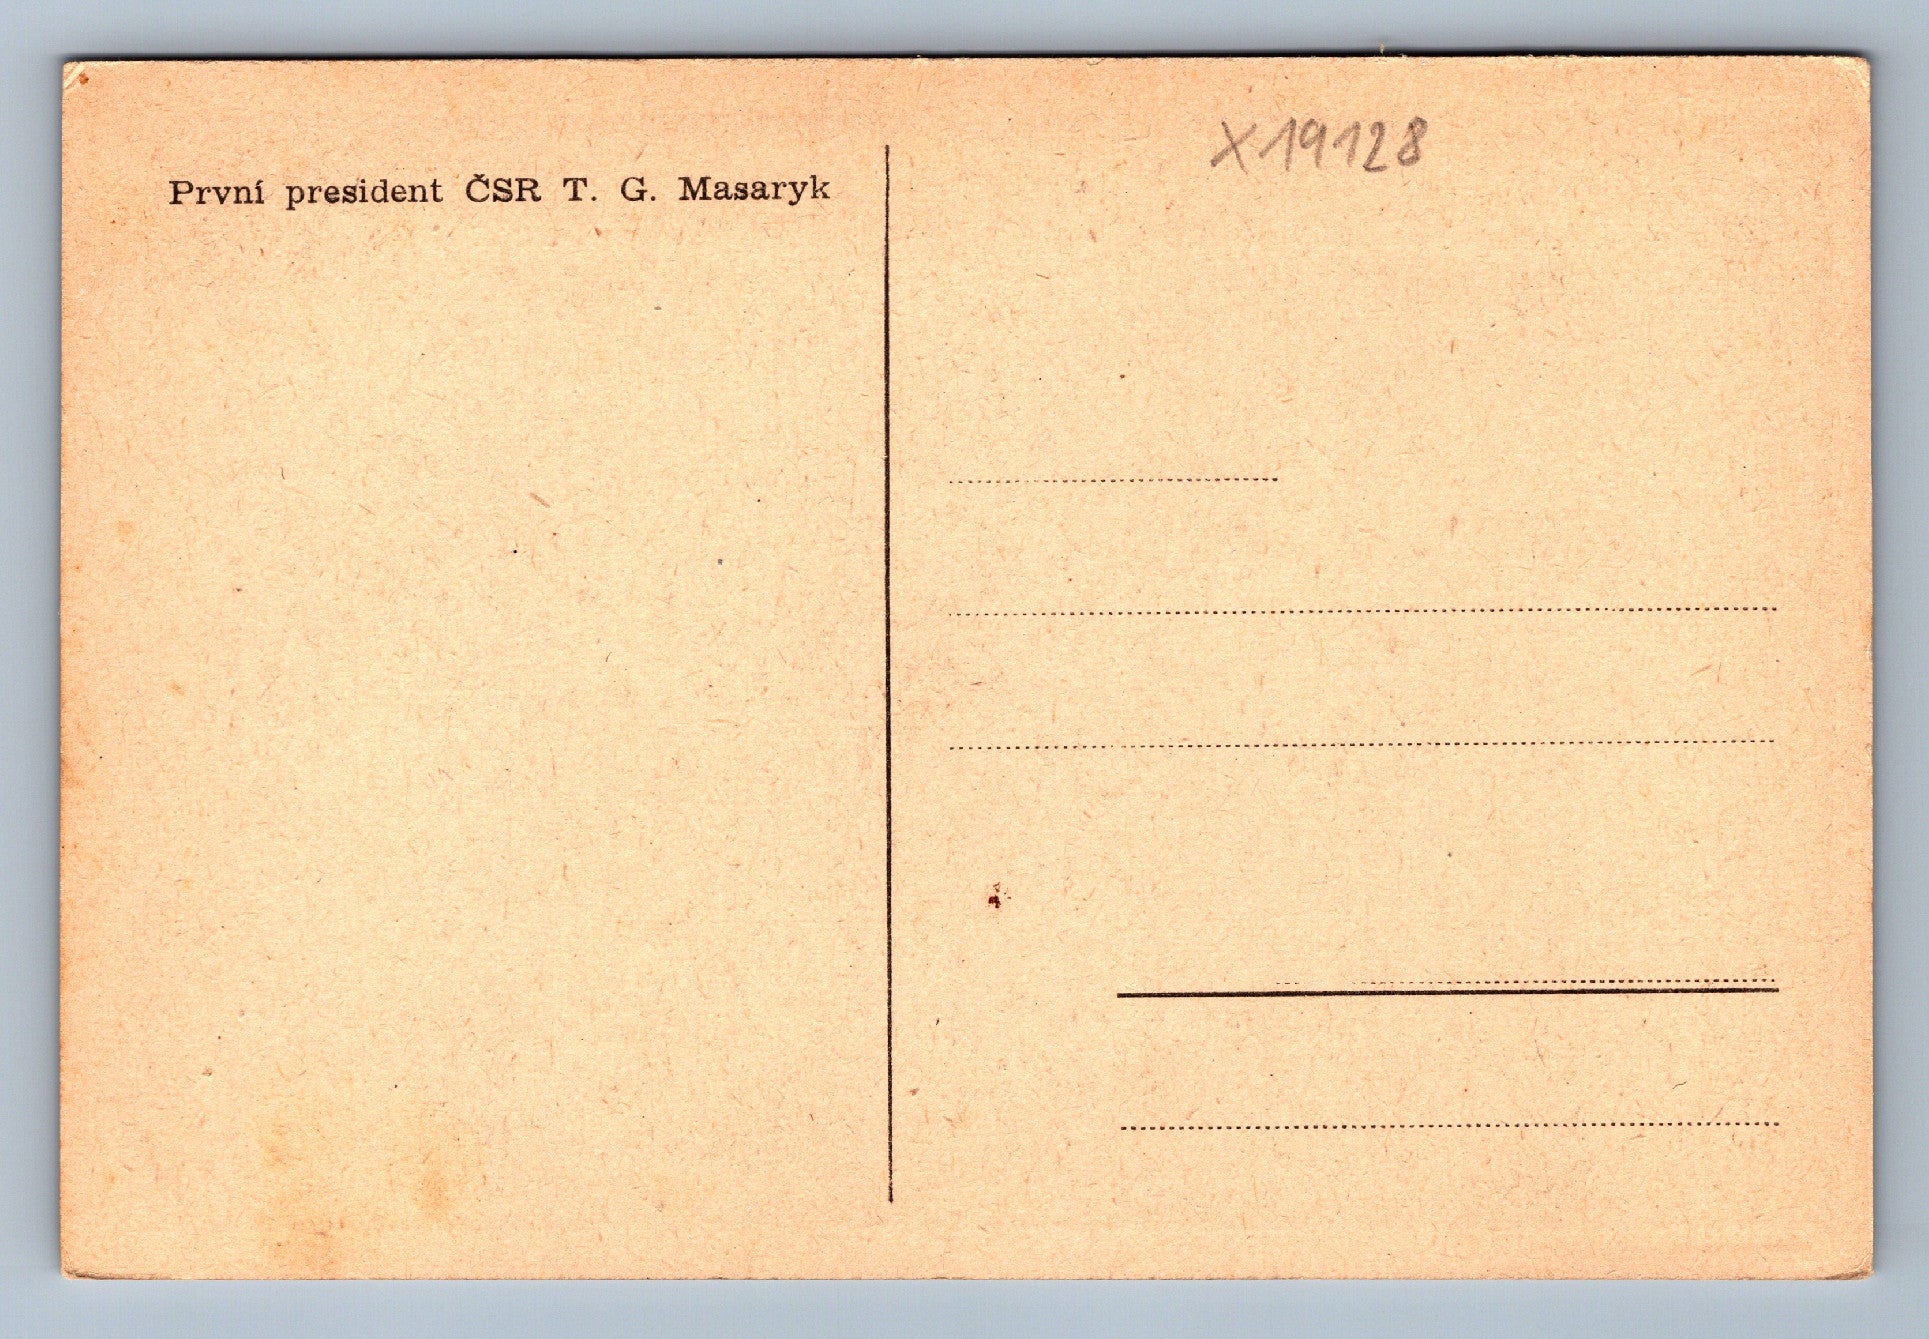 První president ČSR T. G. Masaryk
X19128